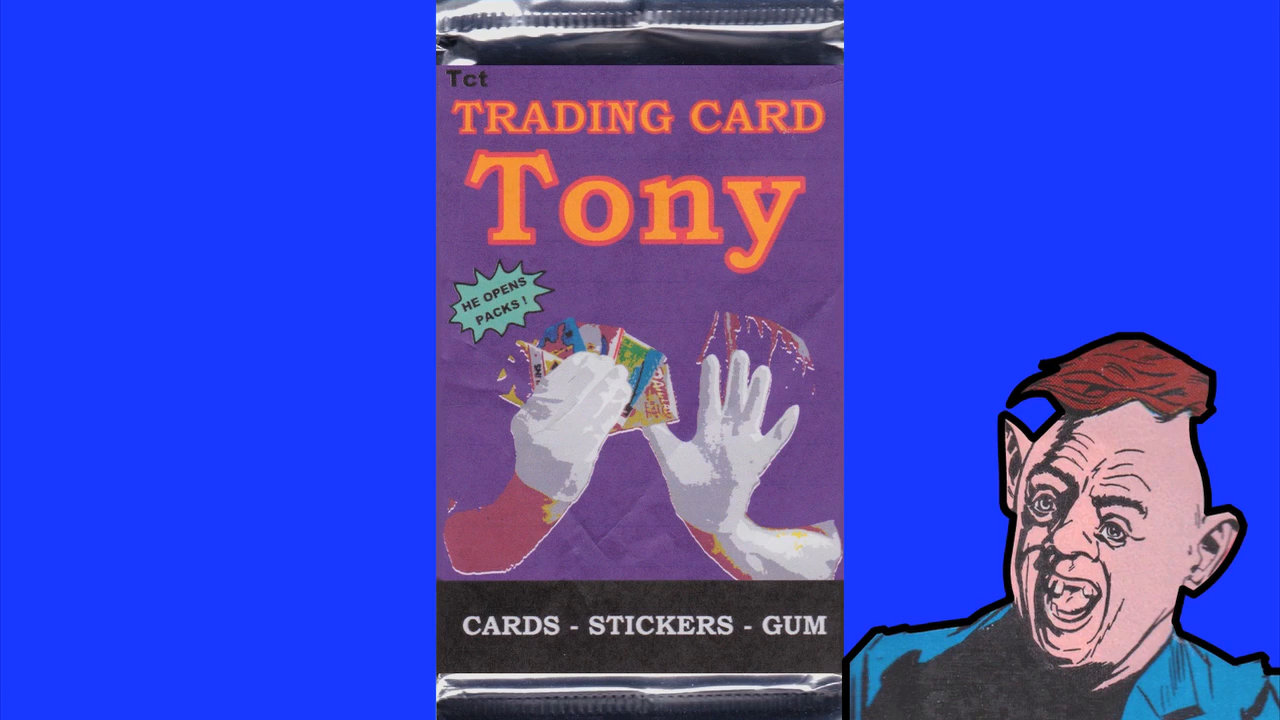 Tct
TRADING CARD
Tony
HE OPENS
PACKS!
CARDS - STICKERS - GUM